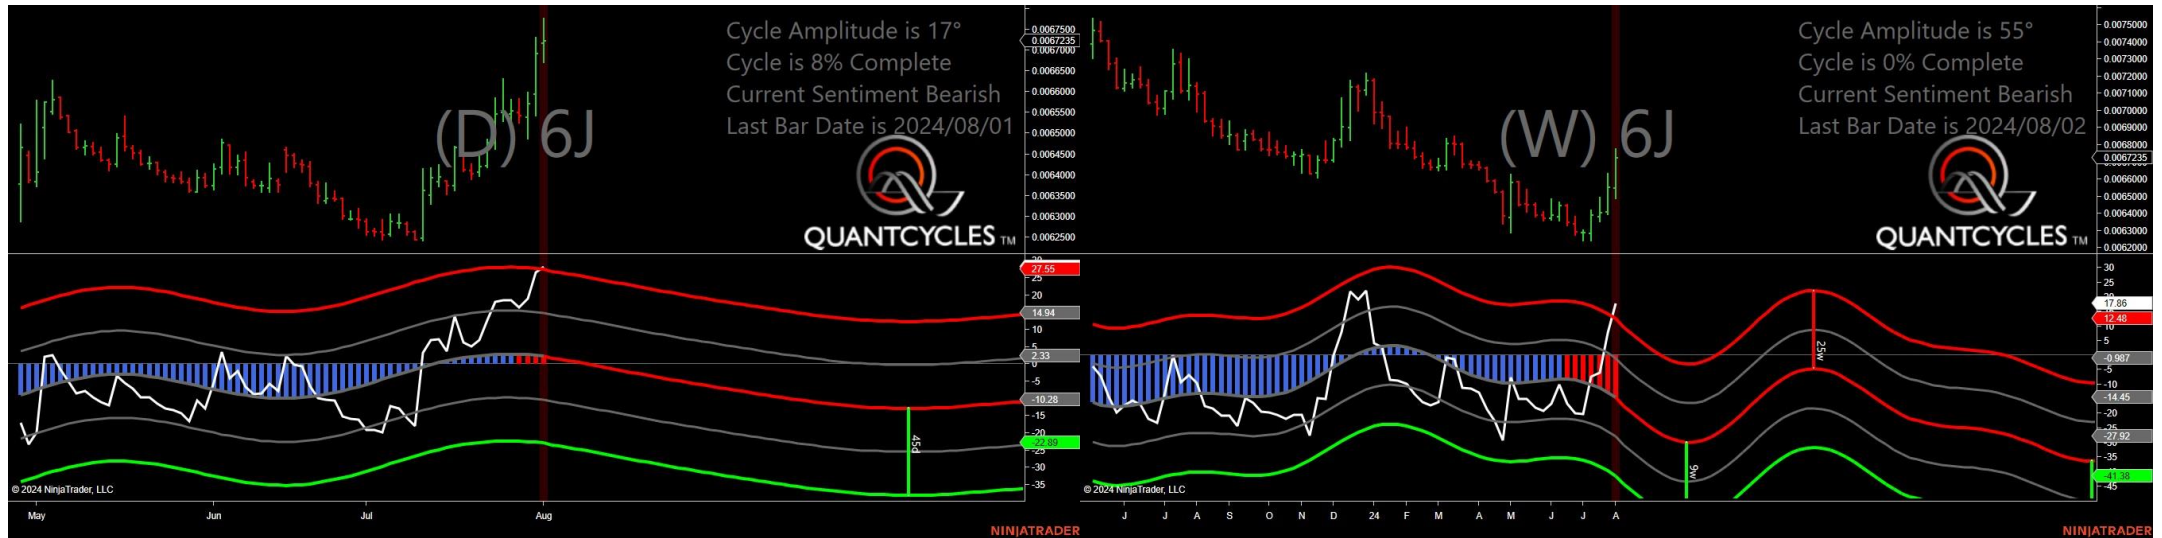 Cycle Amplitude is 17°
Cycle is 8% Complete
Current Sentiment Bearish
Last Bar Date is 2024/08/01
(D) 6J
QUANTCYCLES TM
0.0067500
0.0067235
0.0067000
0.0066500
0.0066000
0.0065500
0.0065000
0.0064500
0.0064000
0.0063500
0.0063000
0.0062500
27.55
25
20
14.94
10
5
2.33
0
-5
-10.28
-15
-20
-22.89
-25
-30
-35
45d
© 2024 NinjaTrader, LLC
May Jun Jul Aug
NINJATRADER
Cycle Amplitude is 55°
Cycle is 0% Complete
Current Sentiment Bearish
Last Bar Date is 2024/08/02
(W) 6J
QUANTCYCLES TM
0.0075000
0.0074000
0.0073000
0.0072000
0.0071000
0.0070000
0.0069000
0.0068000
0.0067235
0.0066000
0.0065000
0.0064000
0.0063000
0.0062000
30
25
17.86
12.48
10
5
-0.987
-5
-10
-14.45
-20
-27.92
-35
-41.38
-45
25w
9w
© 2024 NinjaTrader, LLC
J J A S O N D 24 F M A M J J A
NINJATRADER